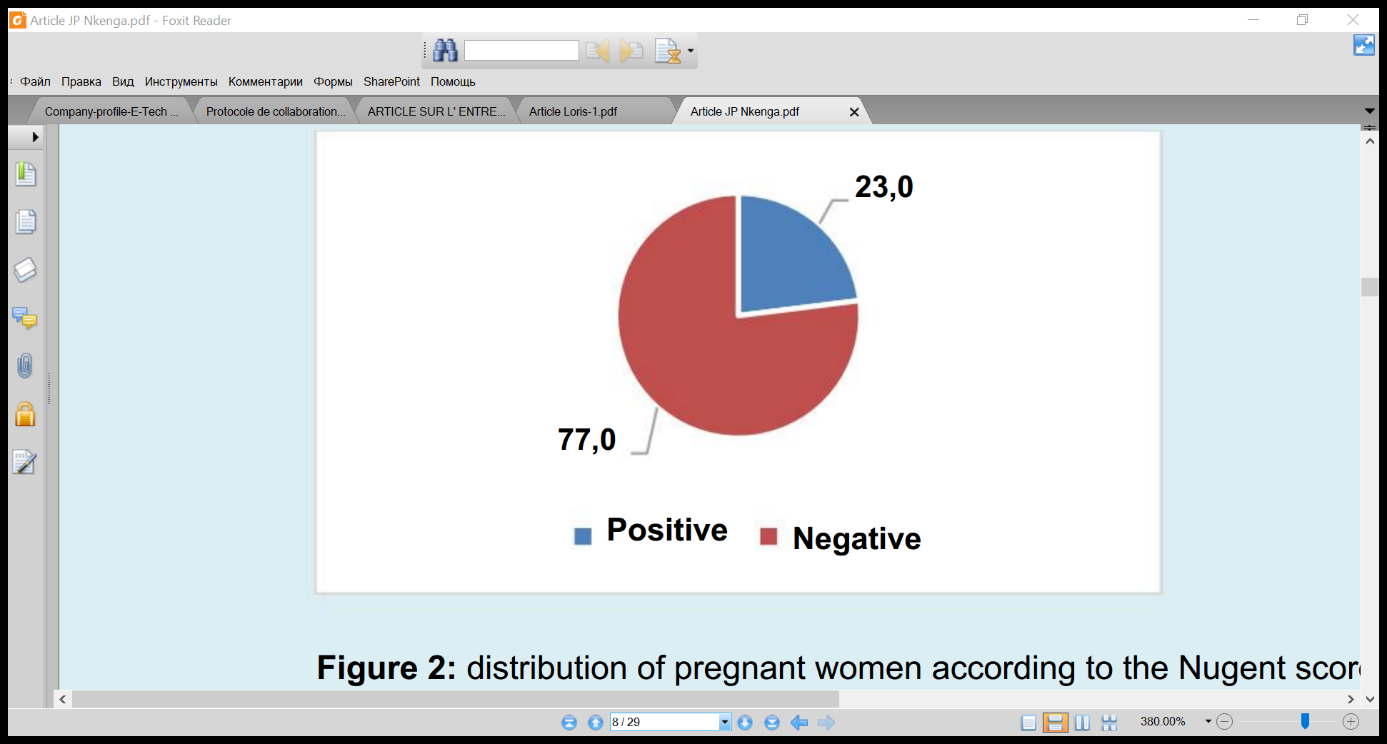 Article JP Nkenga.pdf - Foxit Reader
Файл Правка Вид Инструменты Комментарии Формы SharePoint Помощь
Company-profile-E-Tech ... Protocole de collaboration... ARTICLE SUR L' ENTRE... Article Loris-1.pdf Article JP Nkenga.pdf
23,0
77,0
Positive Negative
Figure 2: distribution of pregnant women according to the Nugent score
8 / 29 380.00%